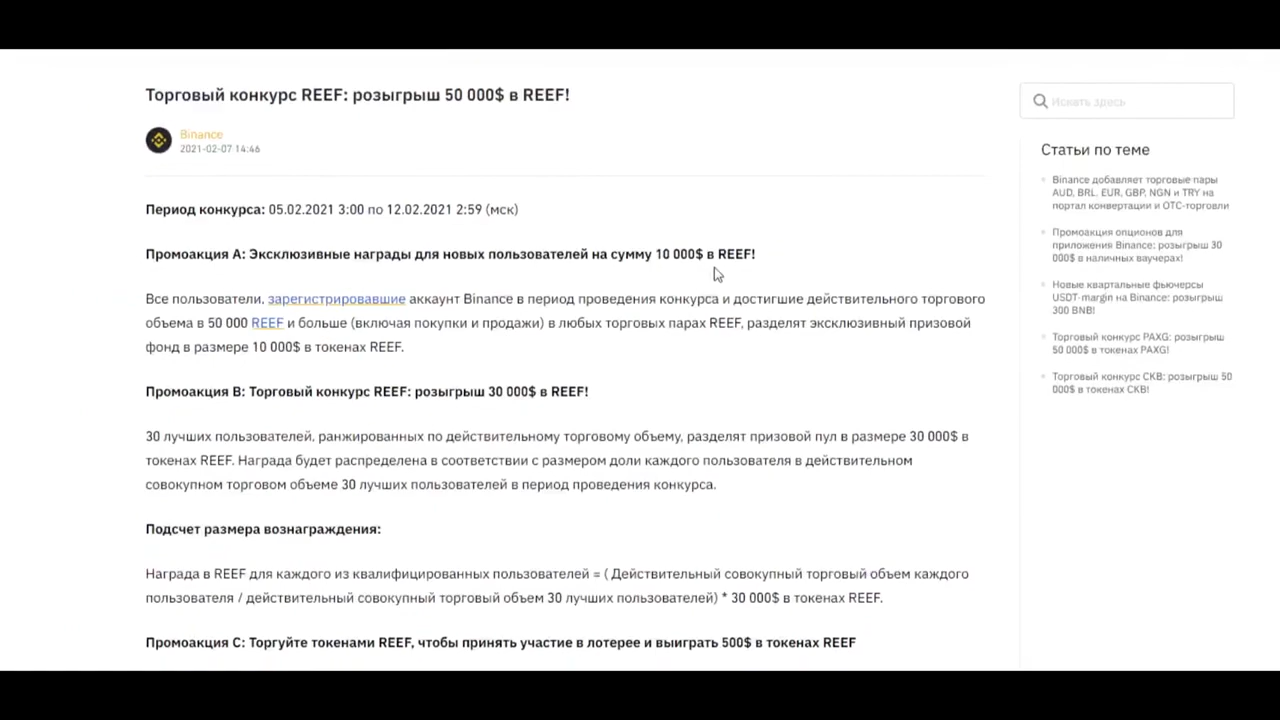 Торговый конкурс REEF: розыгрыш 50 000$ в REEF!
Binance
2021-02-07 14:46
Период конкурса: 05.02.2021 3:00 по 12.02.2021 2:59 (мск)
Промоакция A: Эксклюзивные награды для новых пользователей на сумму 10 000$ в REEF!
Все пользователи, зарегистрировавшие аккаунт Binance в период проведения конкурса и достигшие действительного торгового
объема в 50 000 REEF и больше (включая покупки и продажи) в любых торговых парах REEF, разделят эксклюзивный призовой
фонд в размере 10 000$ в токенах REEF.
Промоакция B: Торговый конкурс REEF: розыгрыш 30 000$ в REEF!
30 лучших пользователей, ранжированных по действительному торговому объему, разделят призовой пул в размере 30 000$ в
токенах REEF. Награда будет распределена в соответствии с размером доли каждого пользователя в действительном
совокупном торговом объеме 30 лучших пользователей в период проведения конкурса.
Подсчет размера вознаграждения:
Награда в REEF для каждого из квалифицированных пользователей = ( Действительный совокупный торговый объем каждого
пользователя / действительный совокупный торговый объем 30 лучших пользователей) * 30 000$ в токенах REEF.
Промоакция C: Торгуйте токенами REEF, чтобы принять участие в лотерее и выиграть 500$ в токенах REEF
Искать здесь
Статьи по теме
Binance добавляет торговые пары
AUD, BRL, EUR, GBP, NGN и TRY на
портал конвертации и OTC-торговли
Промоакция опционов для
приложения Binance: розыгрыш 30
000$ в наличных ваучерах!
Новые квартальные фьючерсы
USDT-margin на Binance: розыгрыш
300 BNB!
Торговый конкурс PAXG: розыгрыш
50 000$ в токенах PAXG!
Торговый конкурс CKB: розыгрыш 50
000$ в токенах CKB!